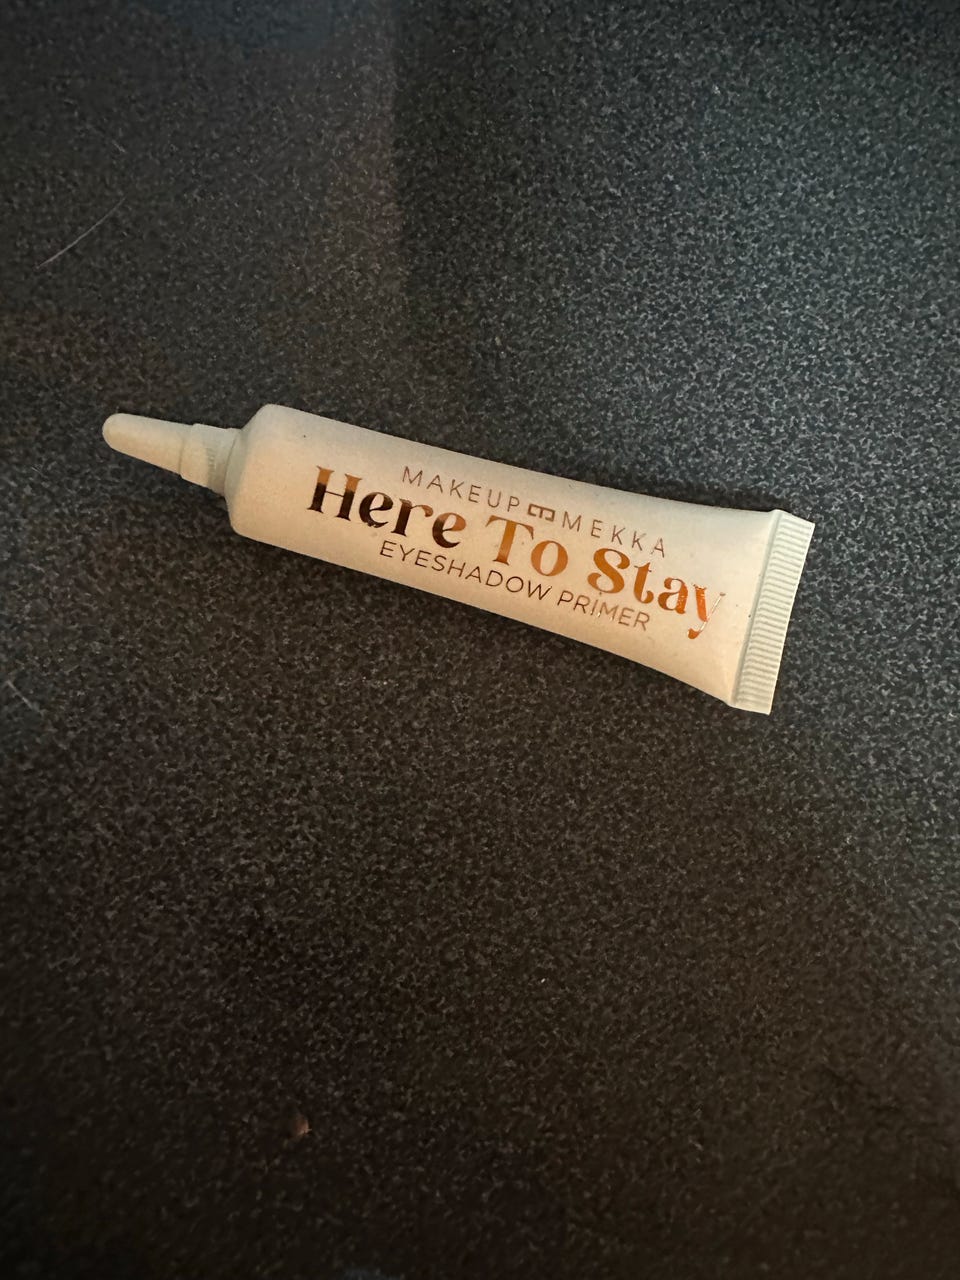 MAKEUP MEKKA
Here To Stay
EYESHADOW PRIMER